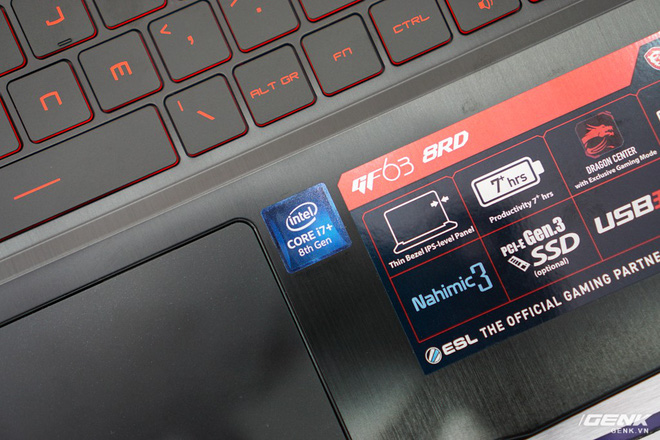 J
N
M
,
;
.
:
\
ALT GR
FN
CTRL
intel
CORE i7+
8th Gen
GF63 8RD
Thin Bezel IPS-level Panel
7+ hrs
Productivity 7+ hrs
DRAGON CENTER
with Exclusive Gaming Mode
Nahimic 3
PCI-E Gen.3
SSD
(optional)
USB3
ESL THE OFFICIAL GAMING PARTNE
GENK
GENK.VN